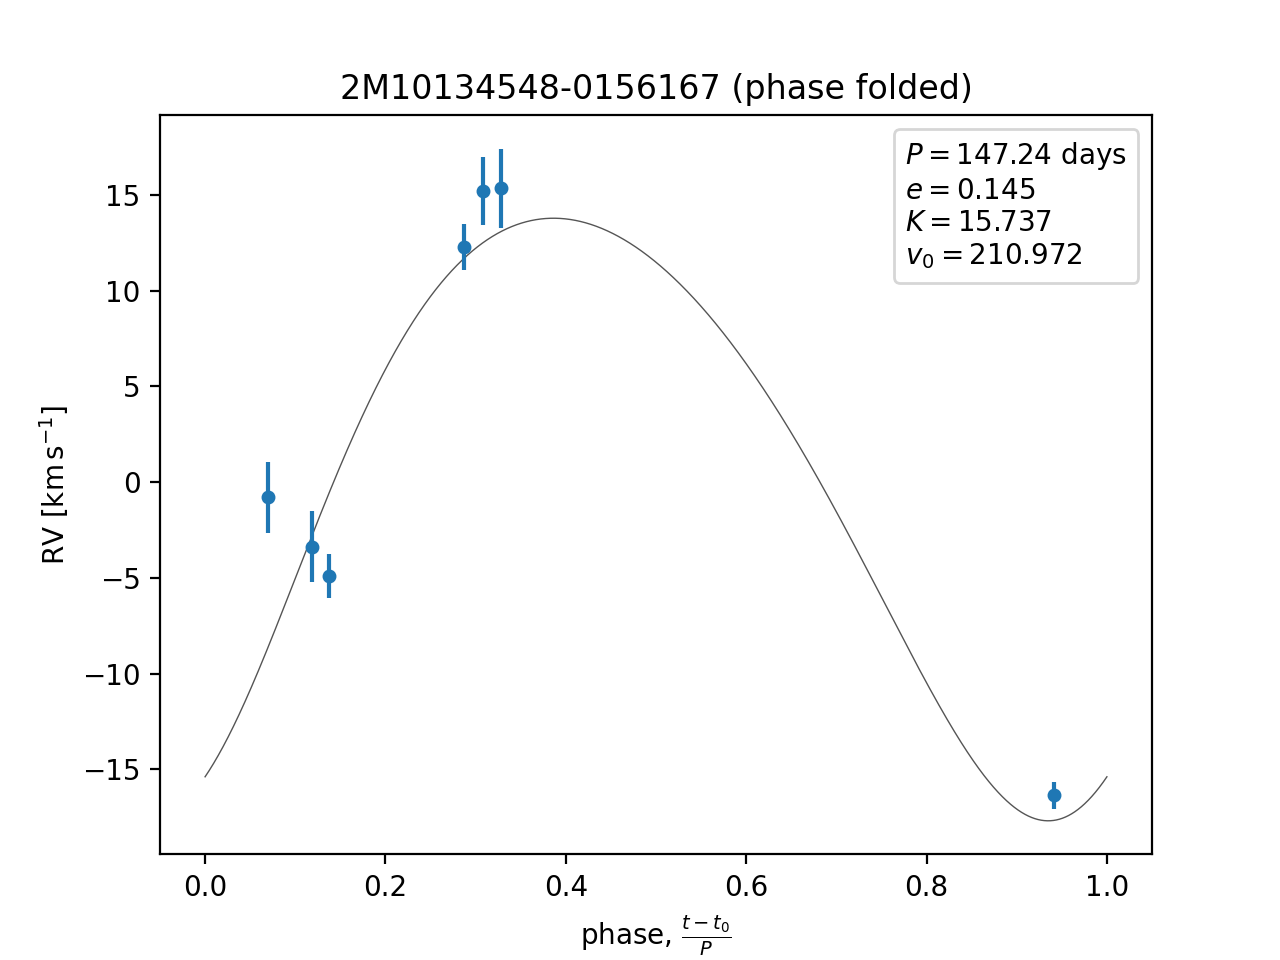 2M10134548-0156167 (phase folded)
P = 147.24 days
e = 0.145
K = 15.737
v₀ = 210.972
15
10
5
0
−5
−10
−15
RV [km s⁻¹]
0.0 0.2 0.4 0.6 0.8 1.0
phase, (t − t₀)/P